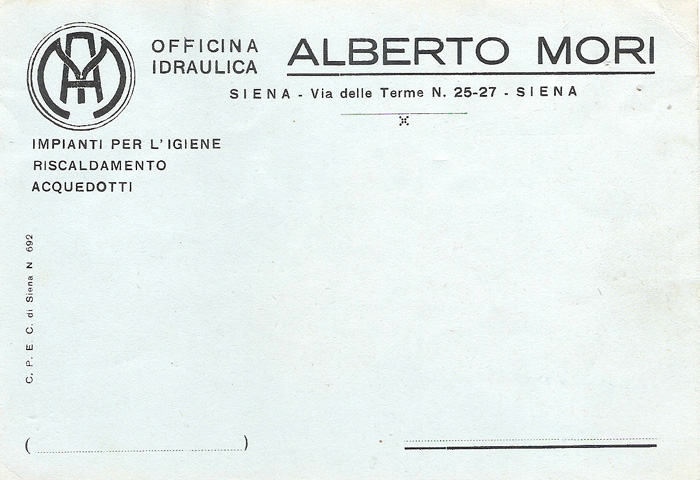 OFFICINA
IDRAULICA
ALBERTO MORI
SIENA - Via delle Terme N. 25-27 - SIENA
IMPIANTI PER L'IGIENE
RISCALDAMENTO
ACQUEDOTTI
C. P. E. C. di Siena N 692
( )